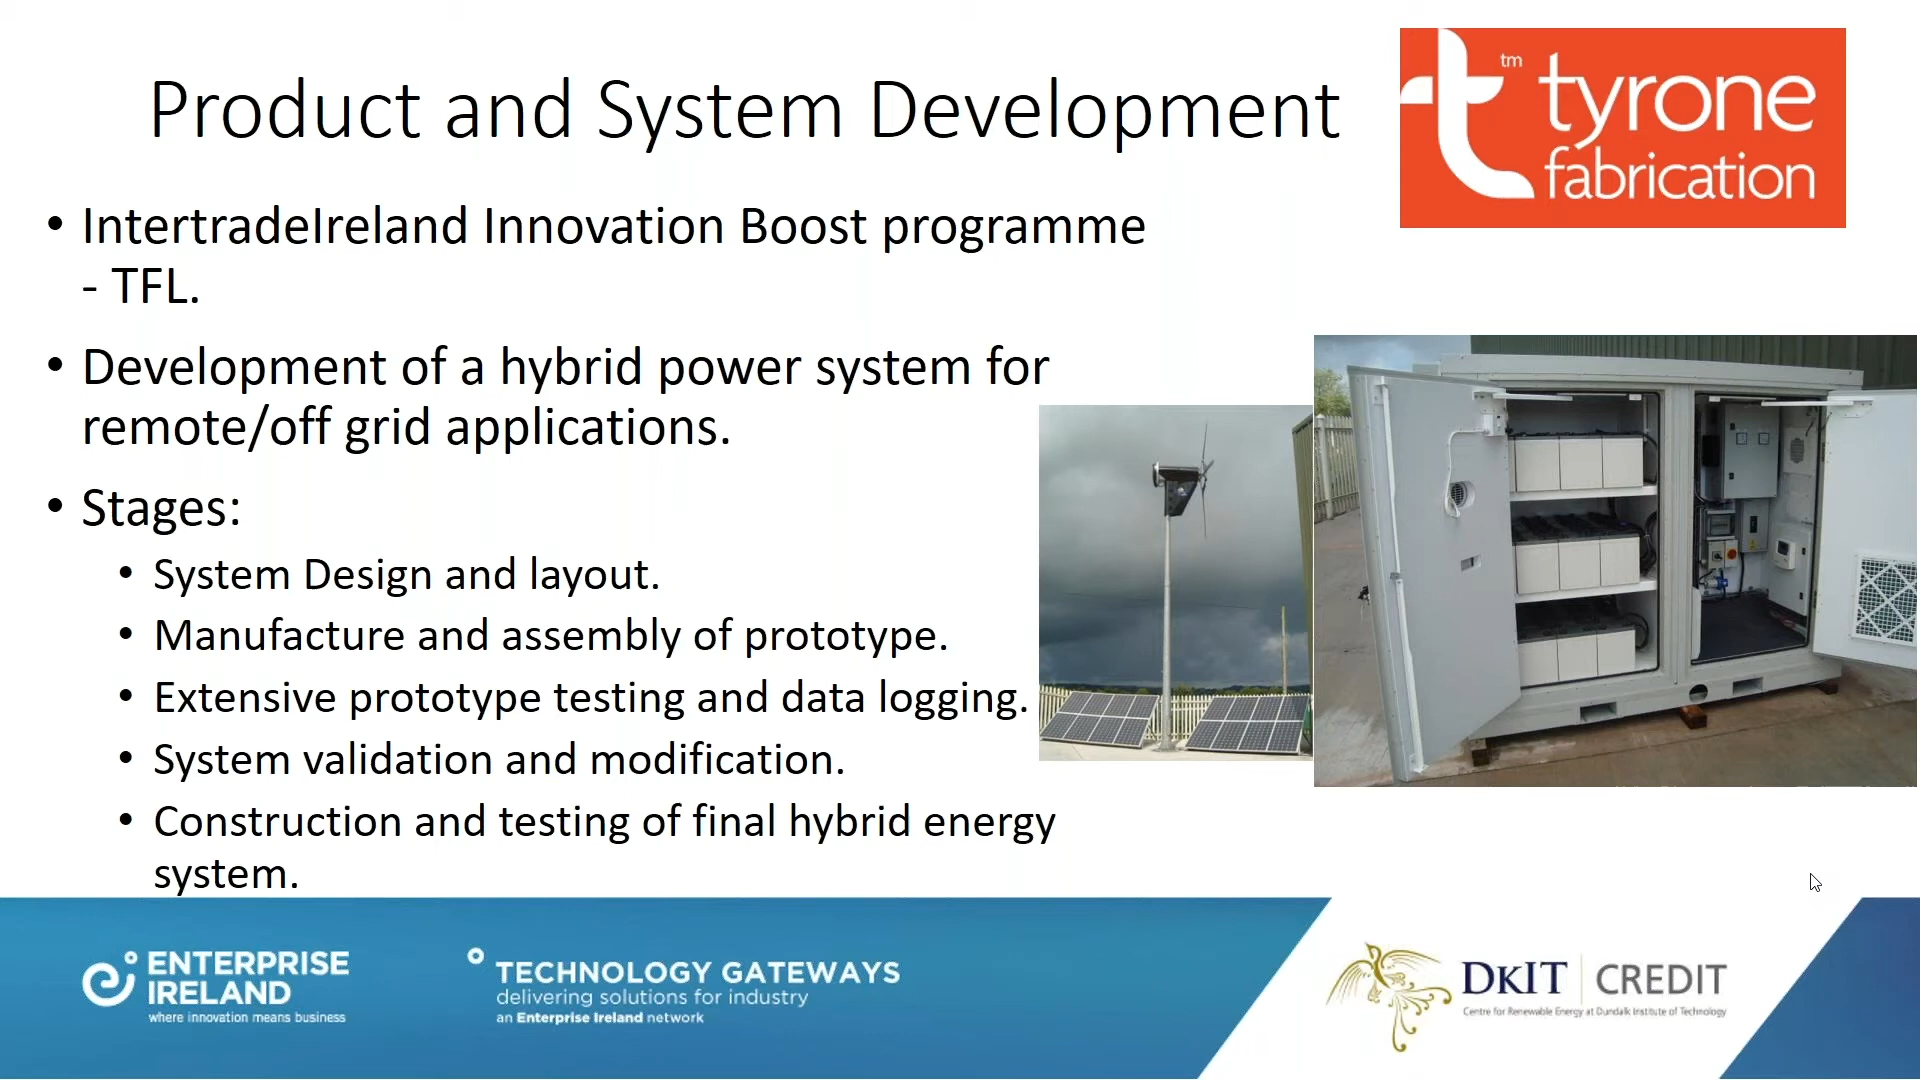 Product and System Development
tm
tyrone
fabrication
• IntertradeIreland Innovation Boost programme
- TFL.
• Development of a hybrid power system for
remote/off grid applications.
• Stages:
• System Design and layout.
• Manufacture and assembly of prototype.
• Extensive prototype testing and data logging.
• System validation and modification.
• Construction and testing of final hybrid energy
system.
ENTERPRISE
IRELAND
where innovation means business
TECHNOLOGY GATEWAYS
delivering solutions for industry
an Enterprise Ireland network
DkIT CREDIT
Centre for Renewable Energy at Dundalk Institute of Technology